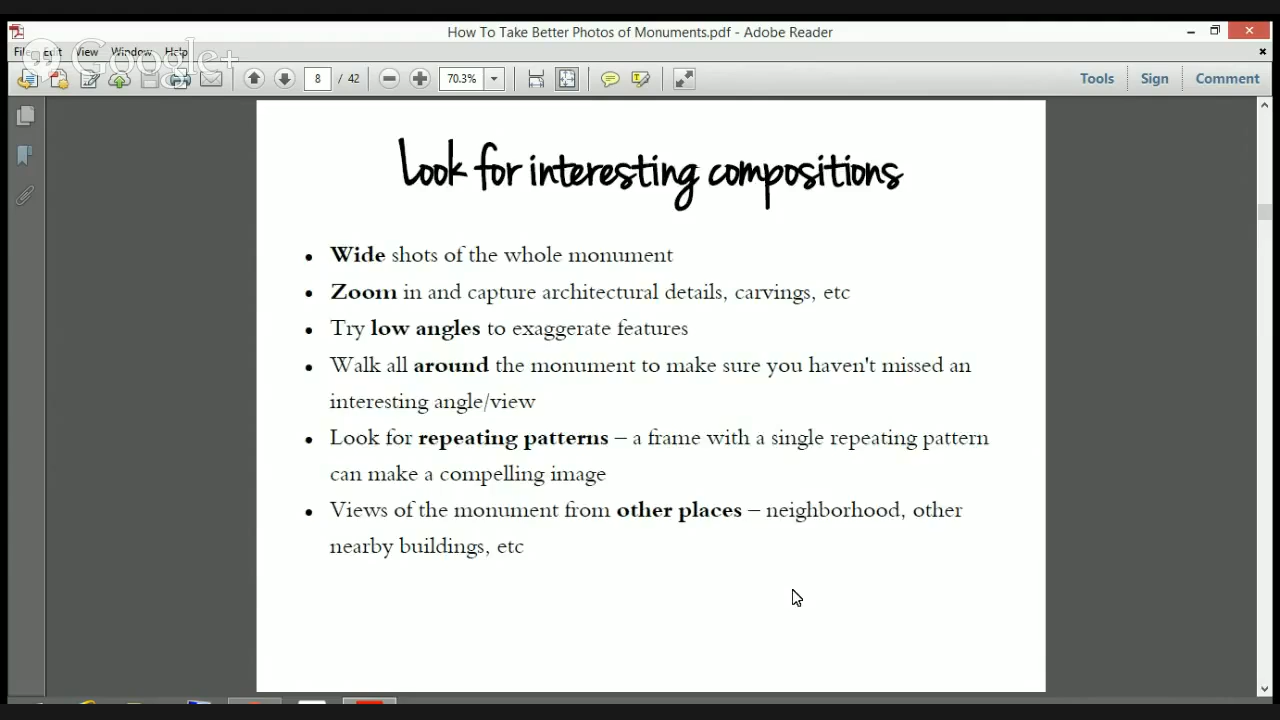 How To Take Better Photos of Monuments.pdf - Adobe Reader
File Edit View Window Help
Google+
8 / 42 70.3% Tools Sign Comment
Look for interesting compositions
• Wide shots of the whole monument
• Zoom in and capture architectural details, carvings, etc
• Try low angles to exaggerate features
• Walk all around the monument to make sure you haven't missed an
interesting angle/view
• Look for repeating patterns – a frame with a single repeating pattern
can make a compelling image
• Views of the monument from other places – neighborhood, other
nearby buildings, etc